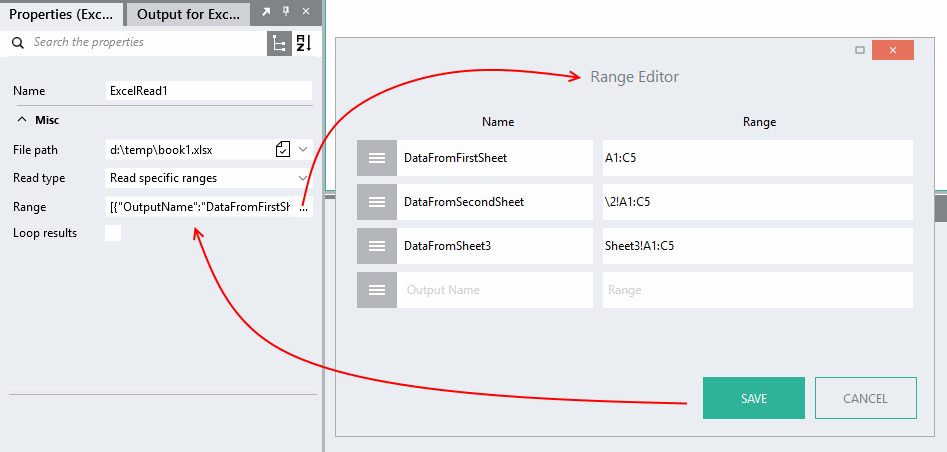 Properties (Exc...
Output for Exc...
Search the properties
A
Z
Name
ExcelRead1
Misc
File path
d:\temp\book1.xlsx
Read type
Read specific ranges
Range
[{"OutputName":"DataFromFirstSh
...
Loop results
Range Editor
Name
Range
DataFromFirstSheet
A1:C5
DataFromSecondSheet
\2!A1:C5
DataFromSheet3
Sheet3!A1:C5
Output Name
Range
SAVE
CANCEL